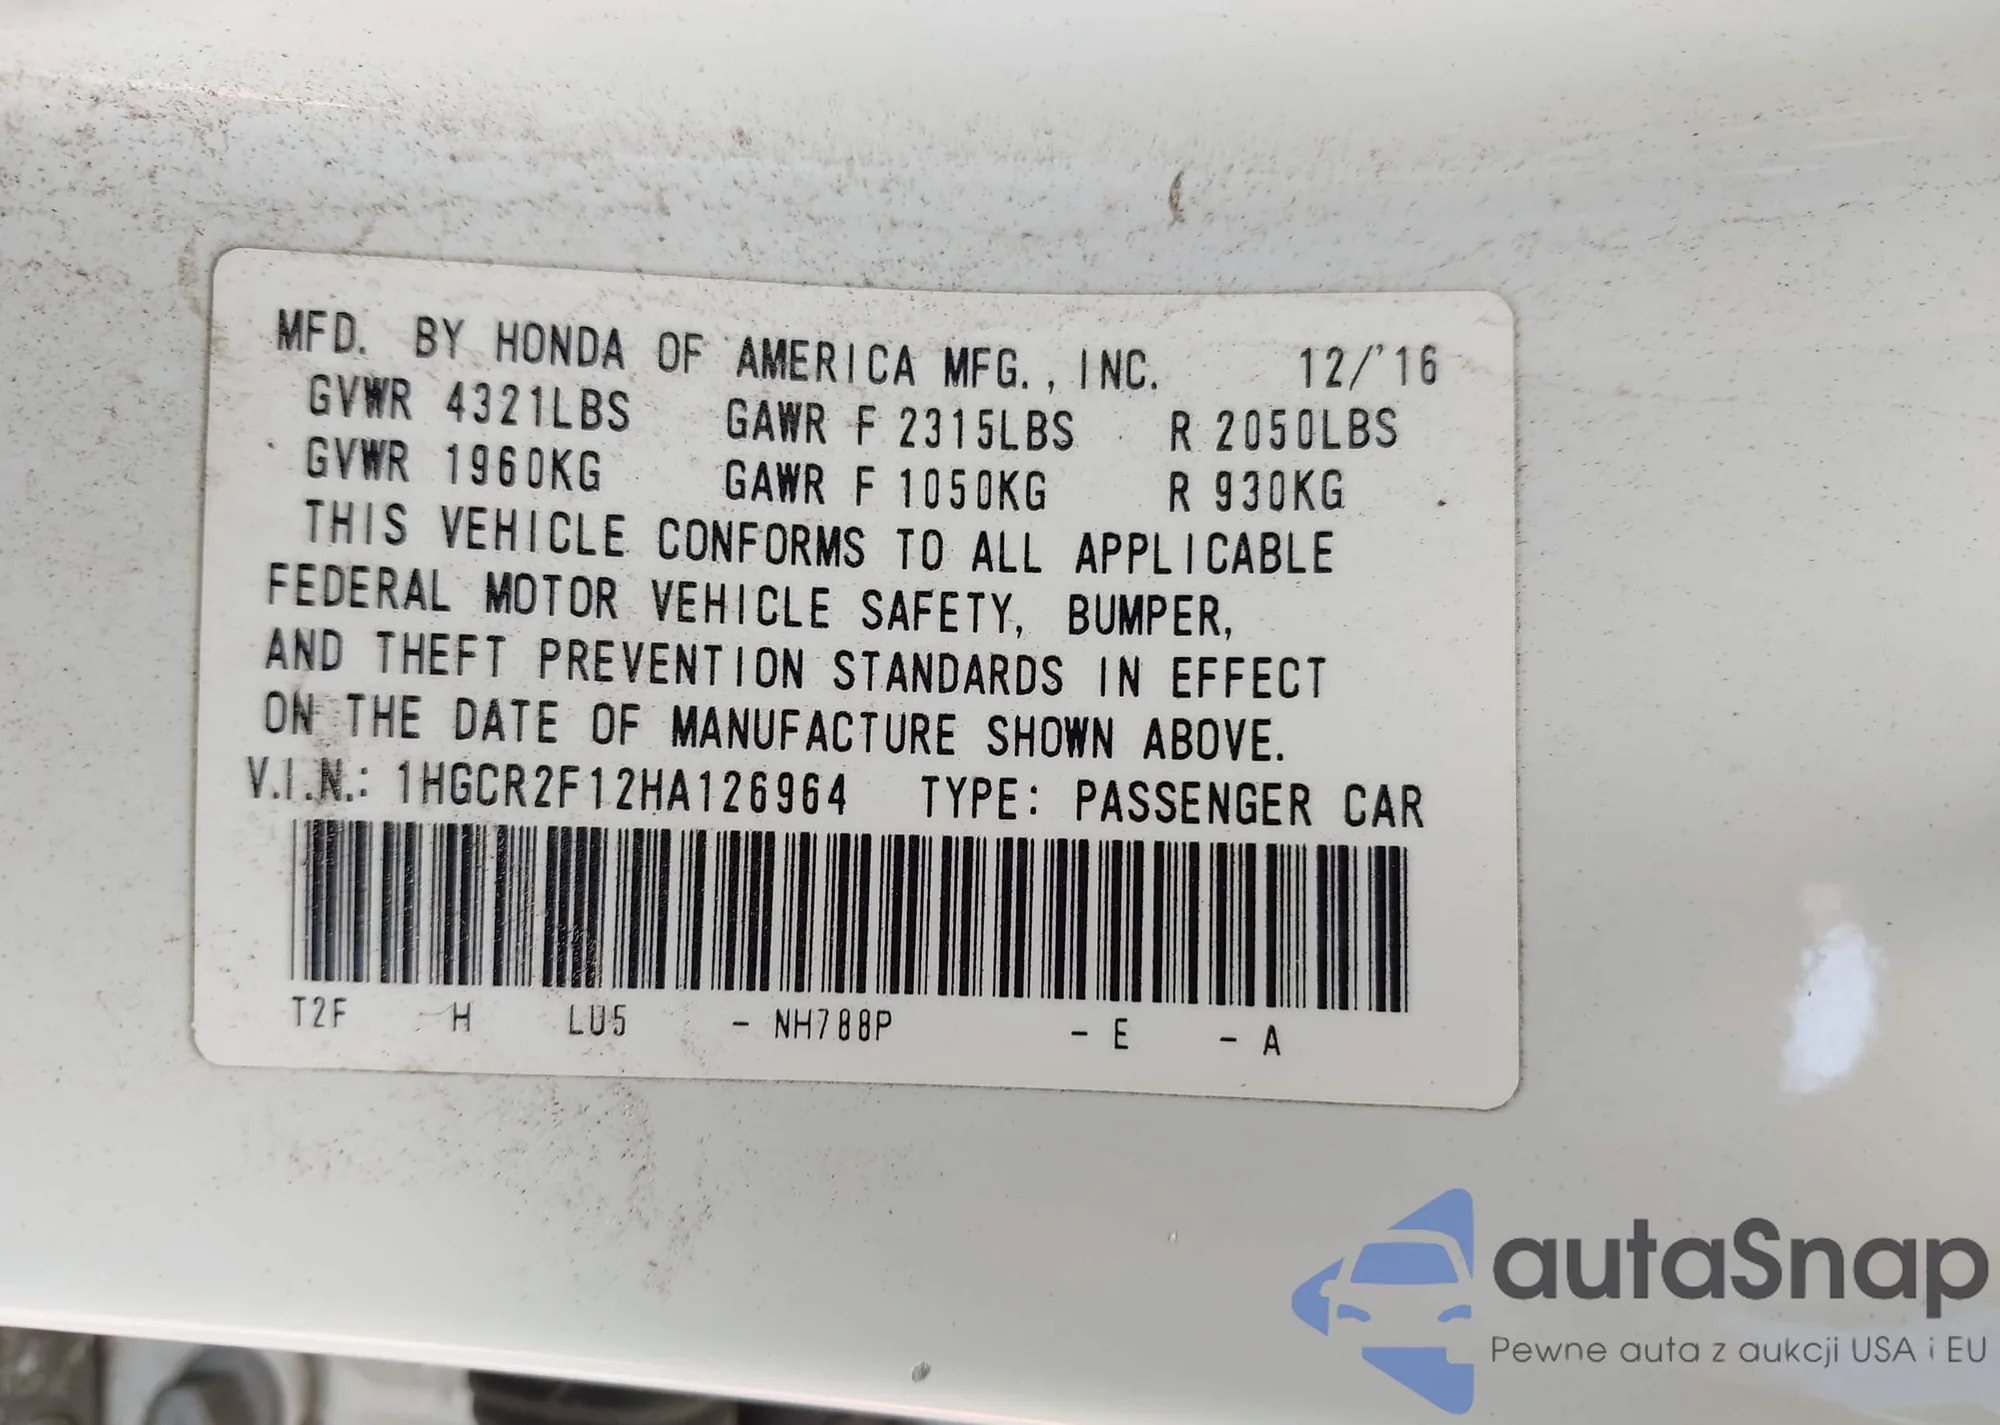 MFD. BY HONDA OF AMERICA MFG., INC. 12/'16
GVWR 4321LBS GAWR F 2315LBS R 2050LBS
GVWR 1960KG GAWR F 1050KG R 930KG
THIS VEHICLE CONFORMS TO ALL APPLICABLE
FEDERAL MOTOR VEHICLE SAFETY, BUMPER,
AND THEFT PREVENTION STANDARDS IN EFFECT
ON THE DATE OF MANUFACTURE SHOWN ABOVE.
V.I.N.: 1HGCR2F12HA126964 TYPE: PASSENGER CAR
T2F H LU5 - NH788P - E - A
autaSnap
Pewne auta z aukcji USA i EU